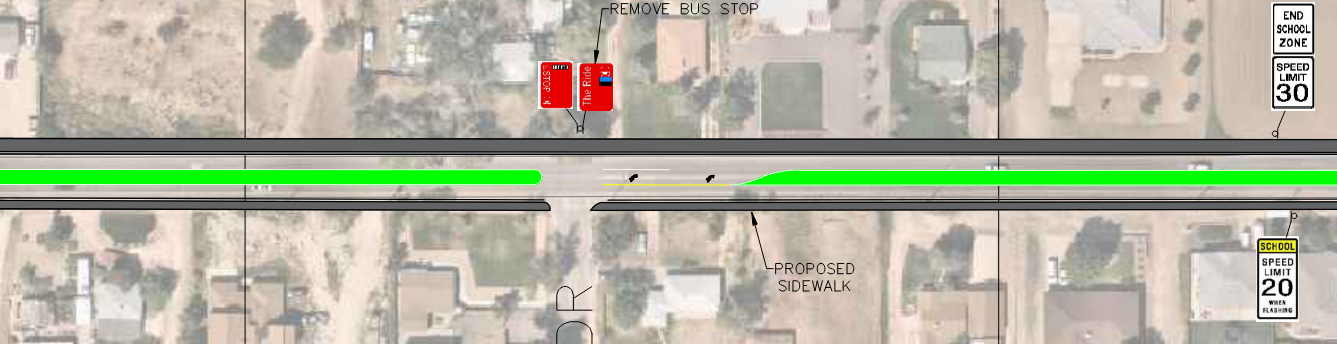 REMOVE BUS STOP
STOP
The Ride
END
SCHOOL
ZONE
SPEED
LIMIT
30
PROPOSED
SIDEWALK
DR
SCHOOL
SPEED
LIMIT
20
WHEN
FLASHING